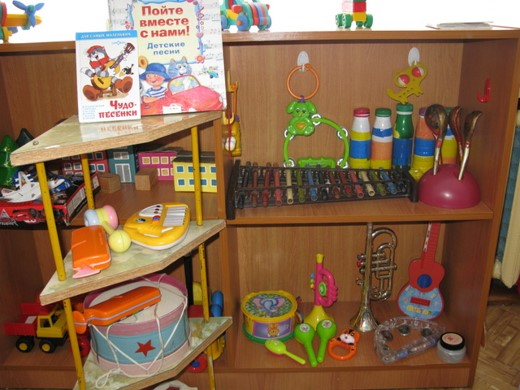 Пойте
вместе
с нами!
Детские
песни
Чудо-
песенки